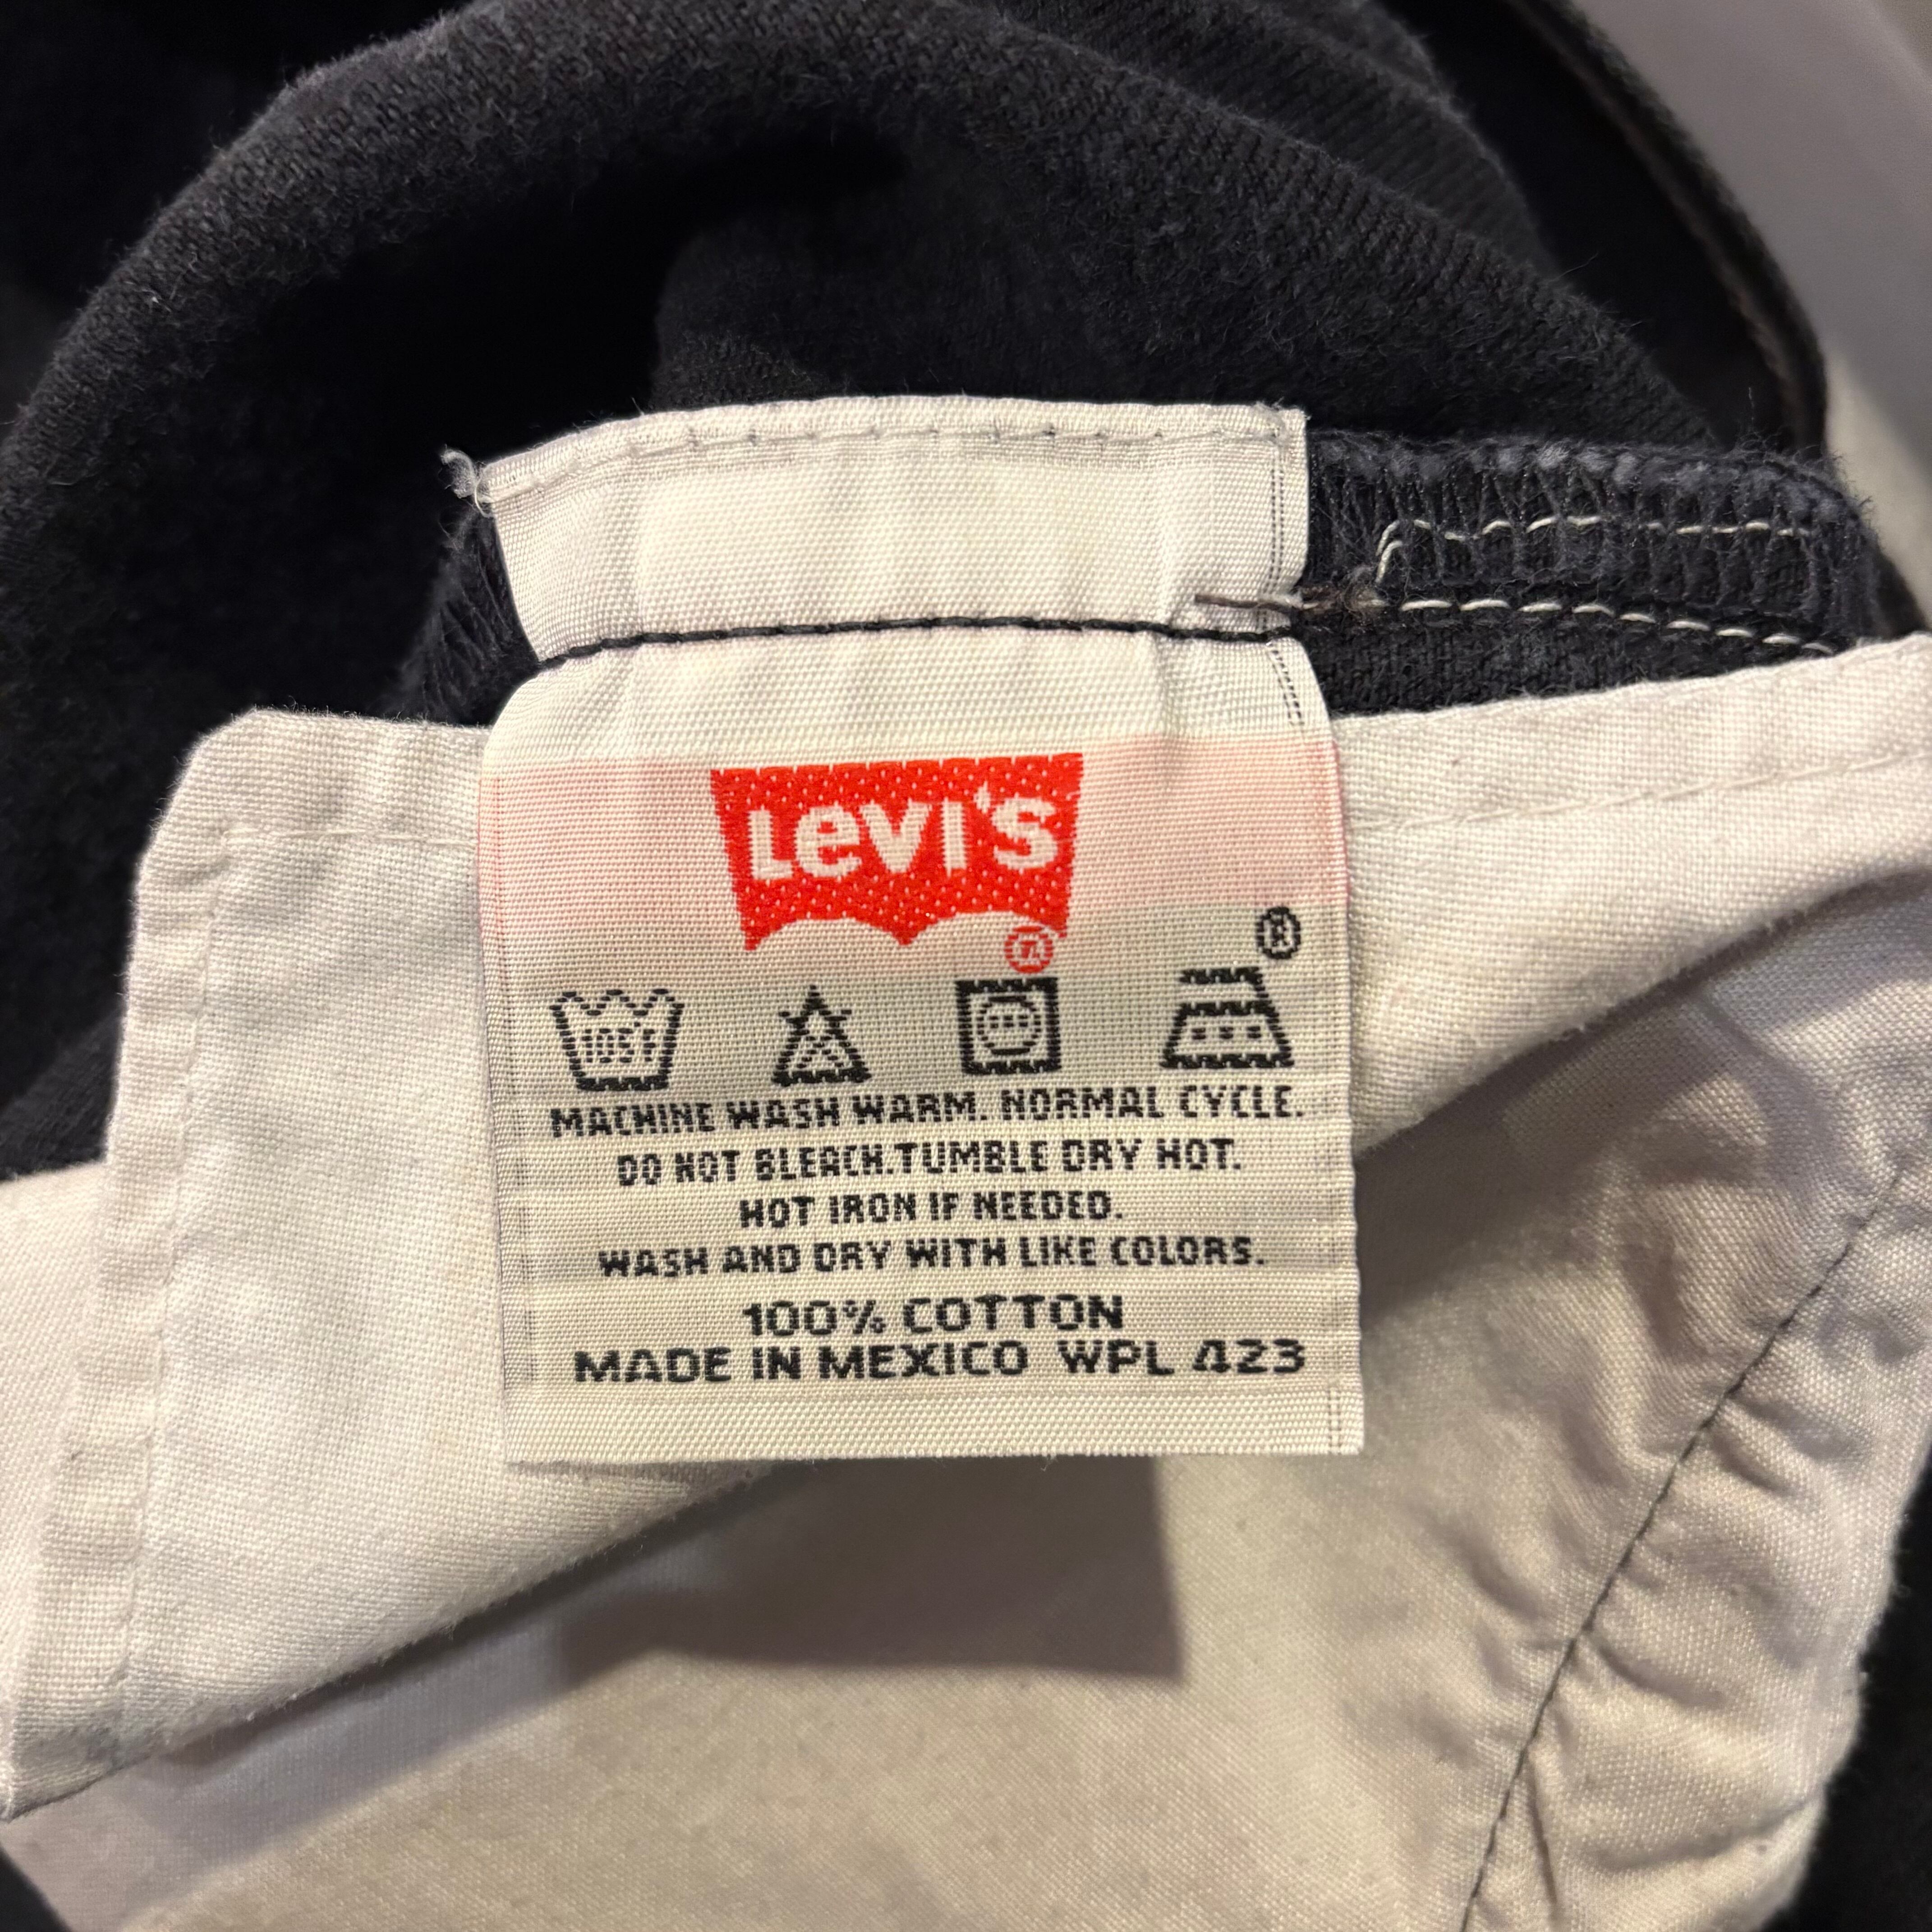 LEVI'S
®
®
105°F
MACHINE WASH WARM. NORMAL CYCLE.
DO NOT BLEACH.TUMBLE DRY HOT.
HOT IRON IF NEEDED.
WASH AND DRY WITH LIKE COLORS.
100% COTTON
MADE IN MEXICO WPL 423